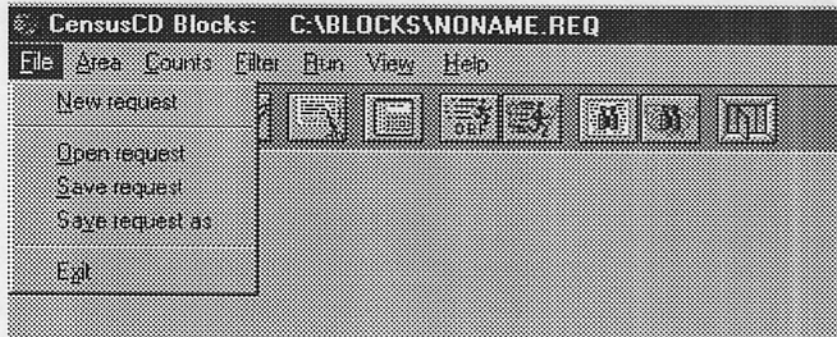 CensusCD Blocks: C:\BLOCKS\NONAME.REQ
File Area Counts Filter Run View Help
New request
DBF
Open request
Save request
Save request as
Exit